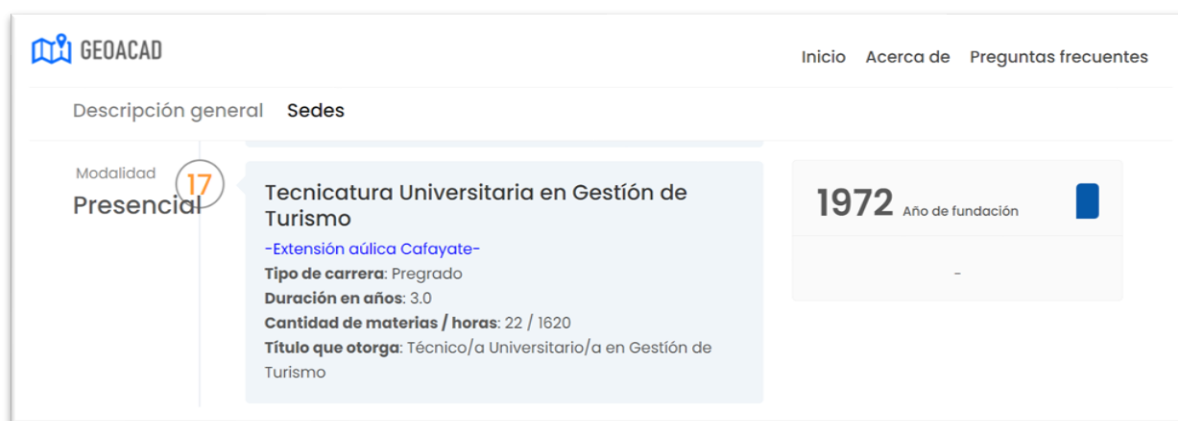 GEOACAD
Inicio Acerca de Preguntas frecuentes
Descripción general Sedes
Modalidad
Presencial
17
Tecnicatura Universitaria en Gestión de
Turismo
-Extensión aúlica Cafayate-
Tipo de carrera: Pregrado
Duración en años: 3.0
Cantidad de materias / horas: 22 / 1620
Título que otorga: Técnico/a Universitario/a en Gestión de
Turismo
1972 Año de fundación
-